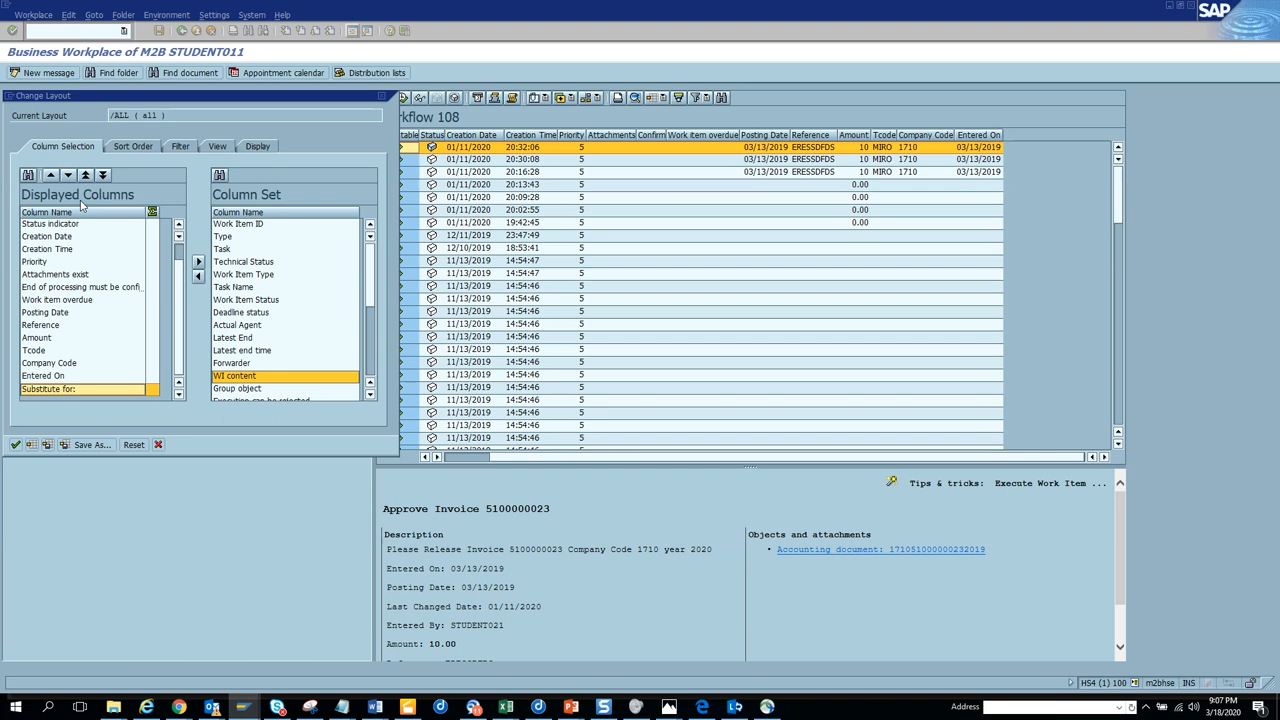 Workplace Edit Goto Folder Environment Settings System Help
SAP
Business Workplace of M2B STUDENT011
New message Find folder Find document Appointment calendar Distribution lists
Change Layout
Current Layout /ALL ( all )
Column Selection Sort Order Filter View Display
Displayed Columns
Column Name
Status indicator
Creation Date
Creation Time
Priority
Attachments exist
End of processing must be confi..
Work item overdue
Posting Date
Reference
Amount
Tcode
Company Code
Entered On
Substitute for:
Column Set
Column Name
Work Item ID
Type
Task
Technical Status
Work Item Type
Task Name
Work Item Status
Deadline status
Actual Agent
Latest End
Latest end time
Forwarder
WI content
Group object
Execution can be rejected
Save As... Reset
rkflow 108
table Status Creation Date Creation Time Priority Attachments Confirm Work item overdue Posting Date Reference Amount Tcode Company Code Entered On
01/11/2020 20:32:06 5 03/13/2019 ERESSDFDS 10 MIRO 1710 03/13/2019
01/11/2020 20:30:08 5 03/13/2019 ERESSDFDS 10 MIRO 1710 03/13/2019
01/11/2020 20:16:28 5 03/13/2019 ERESSDFDS 10 MIRO 1710 03/13/2019
01/11/2020 20:13:43 5 0.00
01/11/2020 20:09:28 5 0.00
01/11/2020 20:02:55 5 0.00
01/11/2020 19:42:45 5 0.00
12/11/2019 23:47:49 5
12/10/2019 18:53:41 5
11/13/2019 14:54:47 5
11/13/2019 14:54:47 5
11/13/2019 14:54:46 5
11/13/2019 14:54:46 5
11/13/2019 14:54:46 5
11/13/2019 14:54:46 5
11/13/2019 14:54:46 5
11/13/2019 14:54:46 5
11/13/2019 14:54:46 5
11/13/2019 14:54:46 5
11/13/2019 14:54:46 5
11/13/2019 14:54:46 5
11/13/2019 14:54:46 5
11/13/2019 14:54:46 5
11/13/2019 14:54:46 5
Tips & tricks: Execute Work Item ...
Approve Invoice 5100000023
Description
Please Release Invoice 5100000023 Company Code 1710 year 2020
Entered On: 03/13/2019
Posting Date: 03/13/2019
Last Changed Date: 01/11/2020
Entered By: STUDENT021
Amount: 10.00
Objects and attachments
• Accounting document: 171051000000232019
HS4 (1) 100 m2bhse INS
Address
9:07 PM
3/18/2020